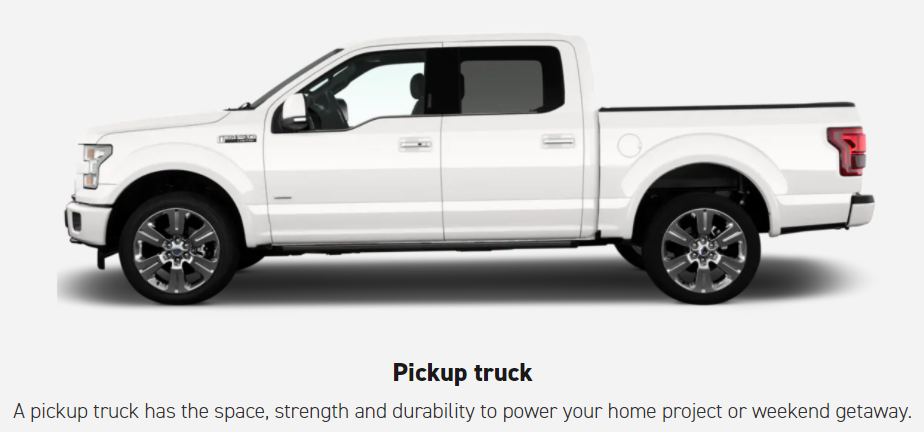 Pickup truck
A pickup truck has the space, strength and durability to power your home project or weekend getaway.